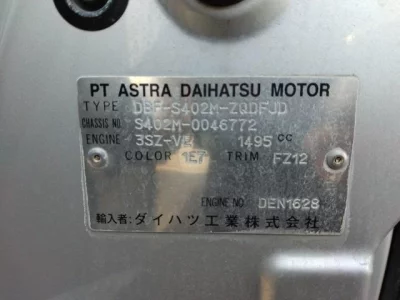 PT ASTRA DAIHATSU MOTOR
TYPE DBF-S402M-ZQDFJD
CHASSIS NO. S402M-0046772
ENGINE 3SZ-VE 1495 cc
COLOR 1E7 TRIM FZ12
ENGINE NO. DEN1628
輸入者:ダイハツ工業株式会社